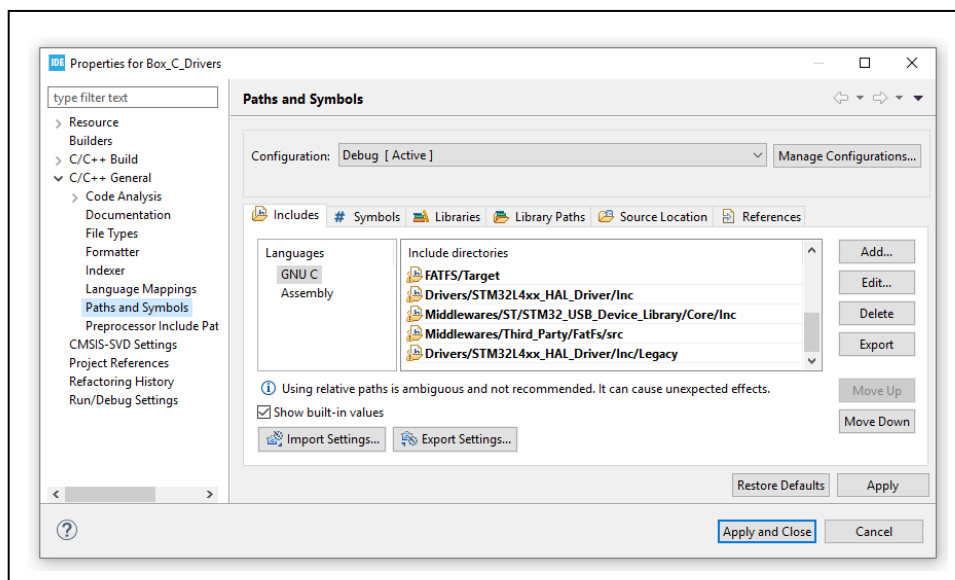 IDE Properties for Box_C_Drivers
type filter text
Resource
Builders
C/C++ Build
C/C++ General
Code Analysis
Documentation
File Types
Formatter
Indexer
Language Mappings
Paths and Symbols
Preprocessor Include Pat
CMSIS-SVD Settings
Project References
Refactoring History
Run/Debug Settings
Paths and Symbols
Configuration: Debug [ Active ] Manage Configurations...
Includes # Symbols Libraries Library Paths Source Location References
Languages
GNU C
Assembly
Include directories
FATFS/Target
Drivers/STM32L4xx_HAL_Driver/Inc
Middlewares/ST/STM32_USB_Device_Library/Core/Inc
Middlewares/Third_Party/FatFs/src
Drivers/STM32L4xx_HAL_Driver/Inc/Legacy
Add...
Edit...
Delete
Export
Move Up
Move Down
Using relative paths is ambiguous and not recommended. It can cause unexpected effects.
Show built-in values
Import Settings... Export Settings...
Restore Defaults Apply
? Apply and Close Cancel